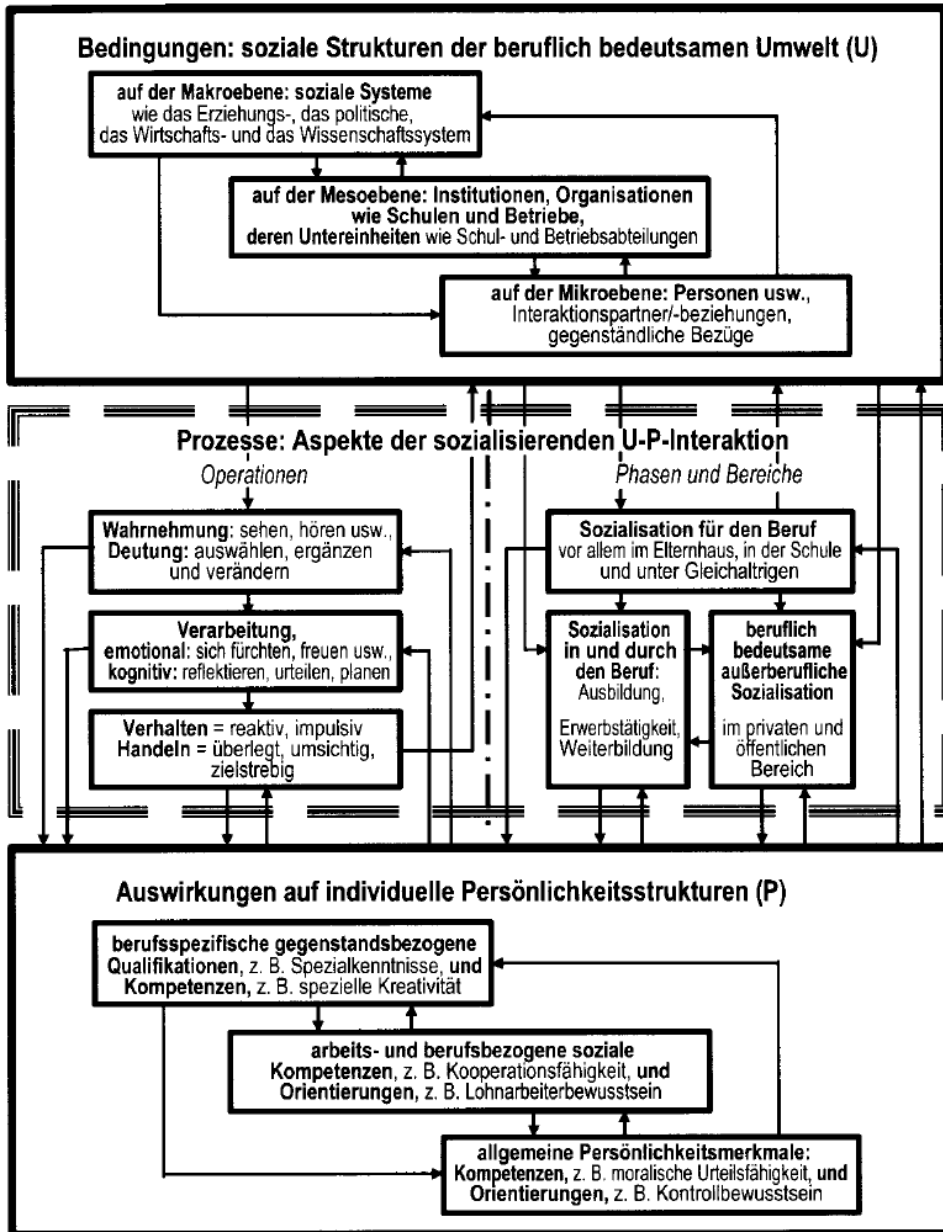 Bedingungen: soziale Strukturen der beruflich bedeutsamen Umwelt (U)
auf der Makroebene: soziale Systeme
wie das Erziehungs-, das politische,
das Wirtschafts- und das Wissenschaftssystem
auf der Mesoebene: Institutionen, Organisationen
wie Schulen und Betriebe,
deren Untereinheiten wie Schul- und Betriebsabteilungen
auf der Mikroebene: Personen usw.,
Interaktionspartner/-beziehungen,
gegenständliche Bezüge
Prozesse: Aspekte der sozialisierenden U-P-Interaktion
Operationen
Wahrnehmung: sehen, hören usw.,
Deutung: auswählen, ergänzen
und verändern
Verarbeitung,
emotional: sich fürchten, freuen usw.,
kognitiv: reflektieren, urteilen, planen
Verhalten = reaktiv, impulsiv
Handeln = überlegt, umsichtig,
zielstrebig
Phasen und Bereiche
Sozialisation für den Beruf
vor allem im Elternhaus, in der Schule
und unter Gleichaltrigen
Sozialisation
in und durch
den Beruf:
Ausbildung,
Erwerbstätigkeit,
Weiterbildung
beruflich
bedeutsame
außerberufliche
Sozialisation
im privaten und
öffentlichen
Bereich
Auswirkungen auf individuelle Persönlichkeitsstrukturen (P)
berufsspezifische gegenstandsbezogene
Qualifikationen, z. B. Spezialkenntnisse, und
Kompetenzen, z. B. spezielle Kreativität
arbeits- und berufsbezogene soziale
Kompetenzen, z. B. Kooperationsfähigkeit, und
Orientierungen, z. B. Lohnarbeiterbewusstsein
allgemeine Persönlichkeitsmerkmale:
Kompetenzen, z. B. moralische Urteilsfähigkeit, und
Orientierungen, z. B. Kontrollbewusstsein